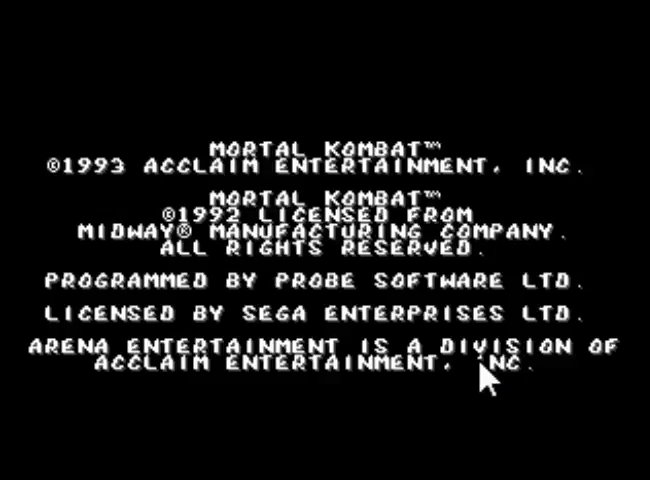 MORTAL KOMBAT™
©1993 ACCLAIM ENTERTAINMENT, INC.
MORTAL KOMBAT™
©1992 LICENSED FROM
MIDWAY® MANUFACTURING COMPANY.
ALL RIGHTS RESERVED.
PROGRAMMED BY PROBE SOFTWARE LTD.
LICENSED BY SEGA ENTERPRISES LTD.
ARENA ENTERTAINMENT IS A DIVISION OF
ACCLAIM ENTERTAINMENT, INC.